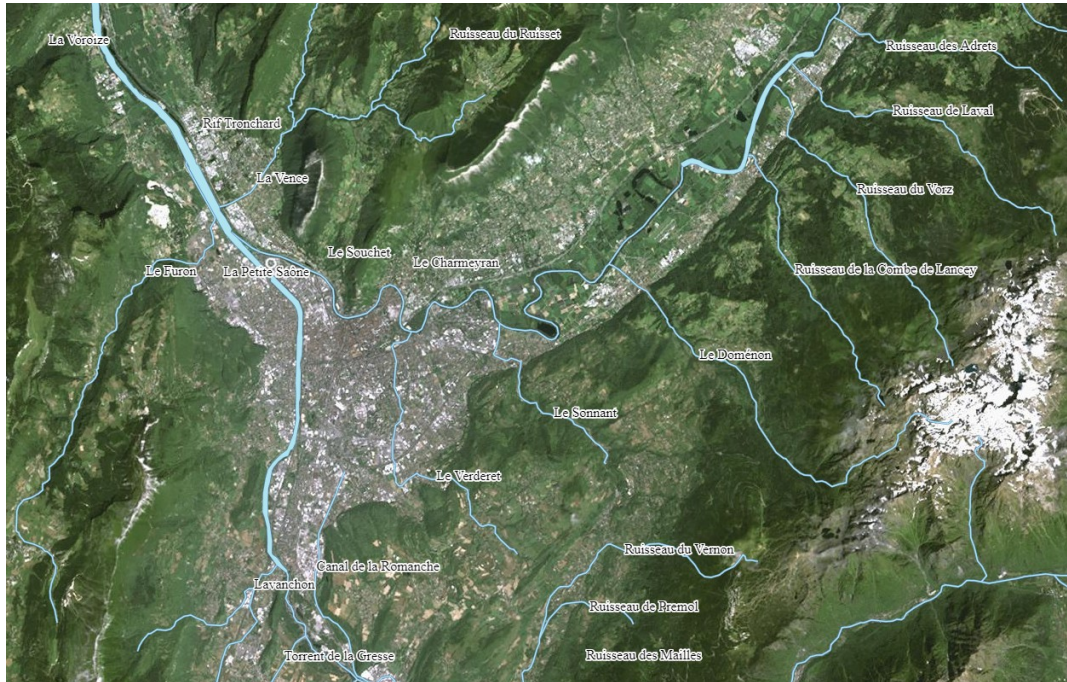 La Voroize
Ruisseau du Ruisset
Ruisseau des Adrets
Ruisseau de Laval
Rif Tronchard
La Vence
Ruisseau du Vorz
Le Souchet
Le Charmeyran
Le Furon
La Petite Saône
Ruisseau de la Combe de Lancey
Le Doménon
Le Sonnant
Le Verderet
Ruisseau du Vernon
Canal de la Romanche
Lavanchon
Ruisseau de Premol
Torrent de la Gresse
Ruisseau des Mailles